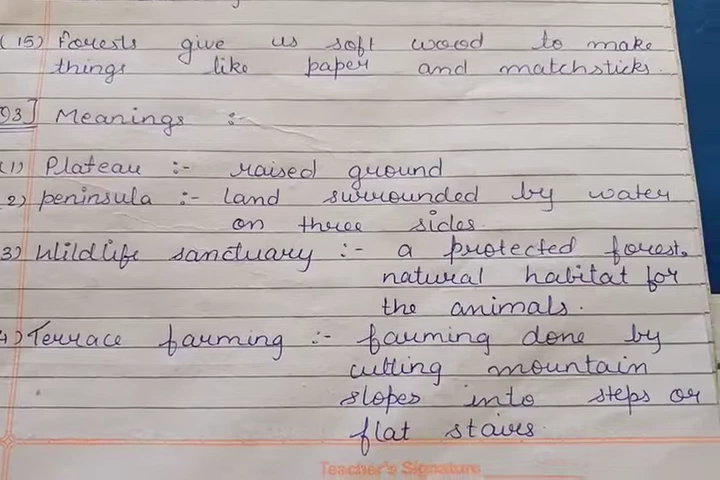 (15) Forests give us soft wood to make
things like paper and matchsticks.
Q3] Meanings :-
(1) Plateau :- raised ground
2) peninsula :- land surrounded by water
on three sides.
3) Wildlife sanctuary :- a protected forest,
natural habitat for
the animals.
4) Terrace farming :- farming done by
cutting mountain
slopes into steps or
flat stairs.
Teacher's Signature